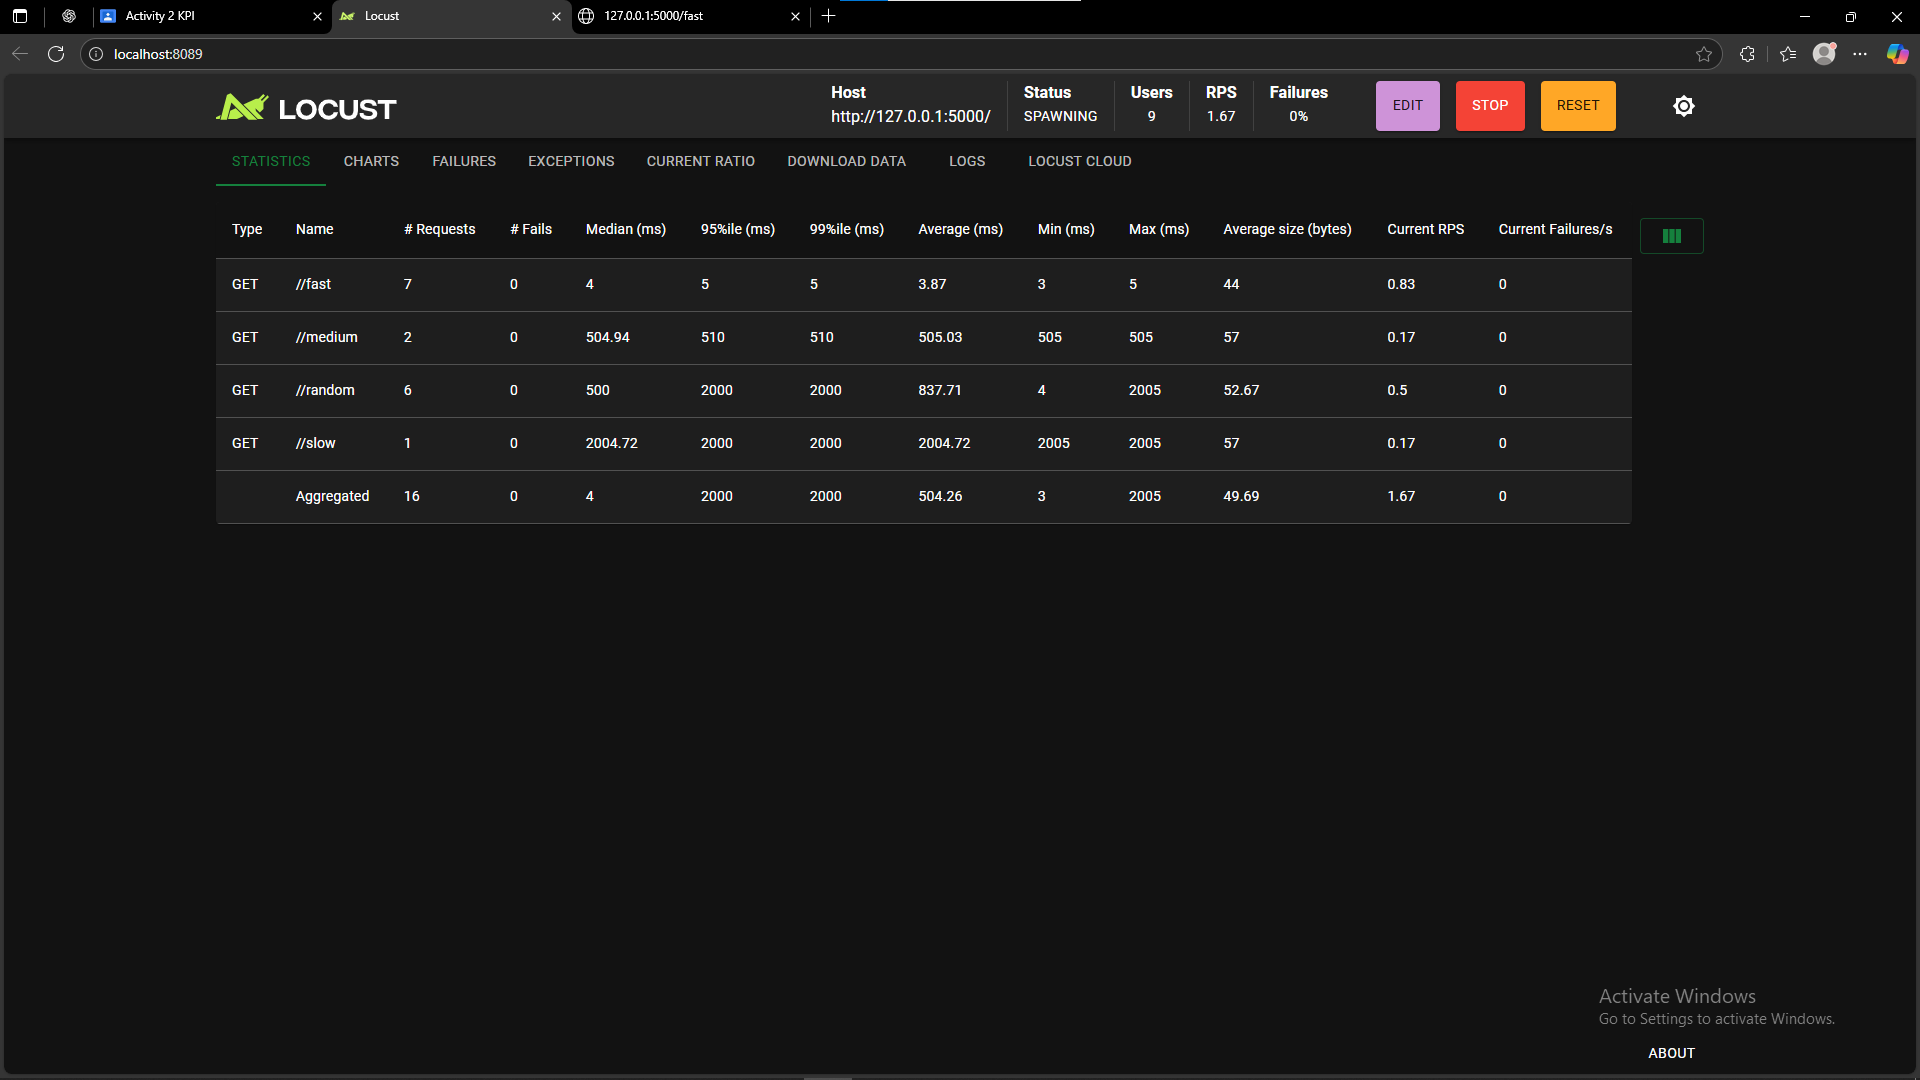 Activity 2 KPI
Locust
127.0.0.1:5000/fast
localhost:8089
LOCUST
Host
http://127.0.0.1:5000/
Status
SPAWNING
Users
9
RPS
1.67
Failures
0%
EDIT
STOP
RESET
STATISTICS CHARTS FAILURES EXCEPTIONS CURRENT RATIO DOWNLOAD DATA LOGS LOCUST CLOUD
Type Name # Requests # Fails Median (ms) 95%ile (ms) 99%ile (ms) Average (ms) Min (ms) Max (ms) Average size (bytes) Current RPS Current Failures/s
GET //fast 7 0 4 5 5 3.87 3 5 44 0.83 0
GET //medium 2 0 504.94 510 510 505.03 505 505 57 0.17 0
GET //random 6 0 500 2000 2000 837.71 4 2005 52.67 0.5 0
GET //slow 1 0 2004.72 2000 2000 2004.72 2005 2005 57 0.17 0
Aggregated 16 0 4 2000 2000 504.26 3 2005 49.69 1.67 0
Activate Windows
Go to Settings to activate Windows.
ABOUT